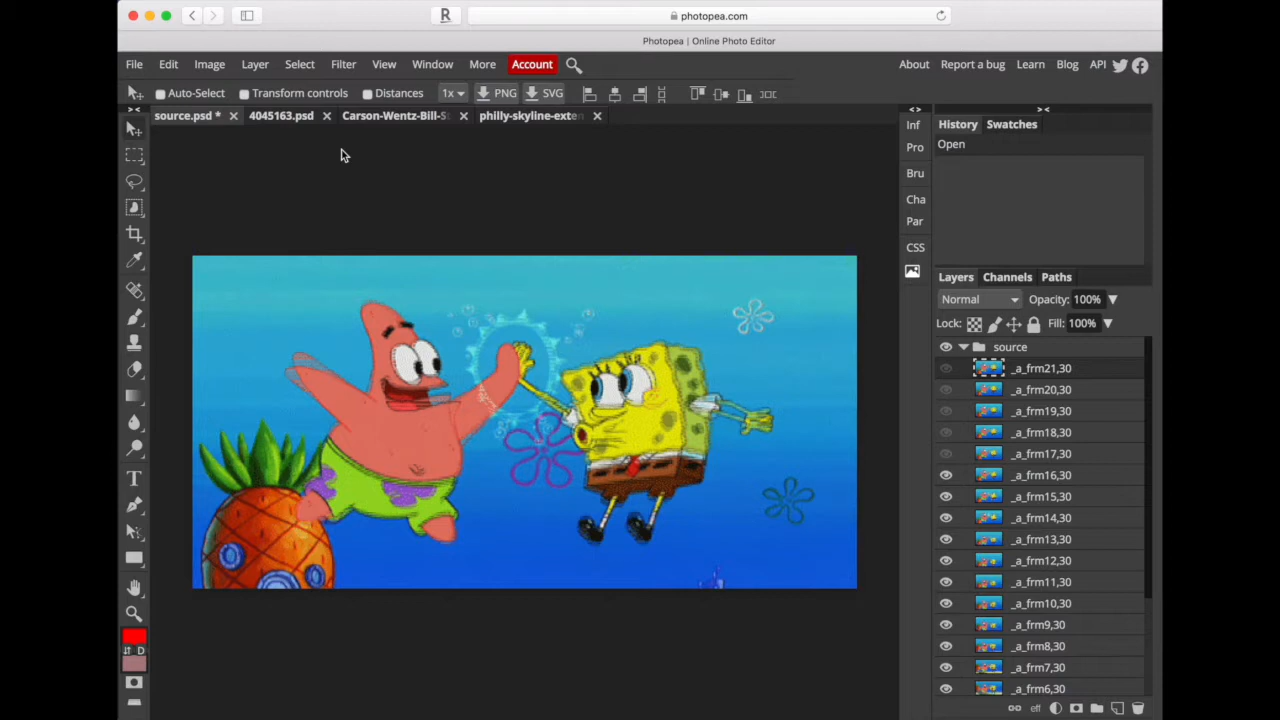 R
photopea.com
Photopea | Online Photo Editor
File Edit Image Layer Select Filter View Window More Account About Report a bug Learn Blog API
Auto-Select Transform controls Distances 1x PNG SVG
> < < > > <
source.psd * 4045163.psd Carson-Wentz-Bill-S philly-skyline-exten
Inf
Pro
Bru
Cha
Par
CSS
History Swatches
Open
Layers Channels Paths
Normal Opacity: 100%
Lock: Fill: 100%
source
_a_frm21,30
_a_frm20,30
_a_frm19,30
_a_frm18,30
_a_frm17,30
_a_frm16,30
_a_frm15,30
_a_frm14,30
_a_frm13,30
_a_frm12,30
_a_frm11,30
_a_frm10,30
_a_frm9,30
_a_frm8,30
_a_frm7,30
_a_frm6,30
T
D
eff